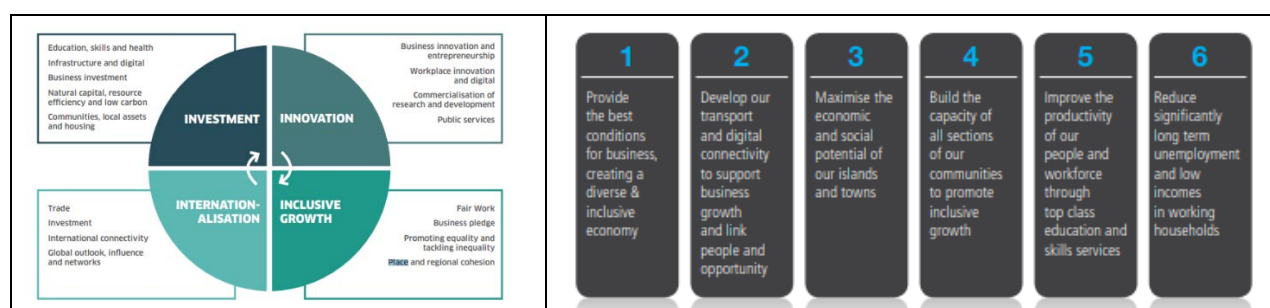 Education, skills and health
Infrastructure and digital
Business investment
Natural capital, resource
efficiency and low carbon
Communities, local assets
and housing
INVESTMENT
INNOVATION
Business innovation and
entrepreneurship
Workplace innovation
and digital
Commercialisation of
research and development
Public services
Trade
Investment
International connectivity
Global outlook, influence
and networks
INTERNATION-
ALISATION
INCLUSIVE
GROWTH
Fair Work
Business pledge
Promoting equality and
tackling inequality
Place and regional cohesion
1
Provide
the best
conditions
for business,
creating a
diverse &
inclusive
economy
2
Develop our
transport
and digital
connectivity
to support
business
growth
and link
people and
opportunity
3
Maximise the
economic
and social
potential of
our islands
and towns
4
Build the
capacity of
all sections
of our
communities
to promote
inclusive
growth
5
Improve the
productivity
of our
people and
workforce
through
top class
education and
skills services
6
Reduce
significantly
long term
unemployment
and low
incomes
in working
households